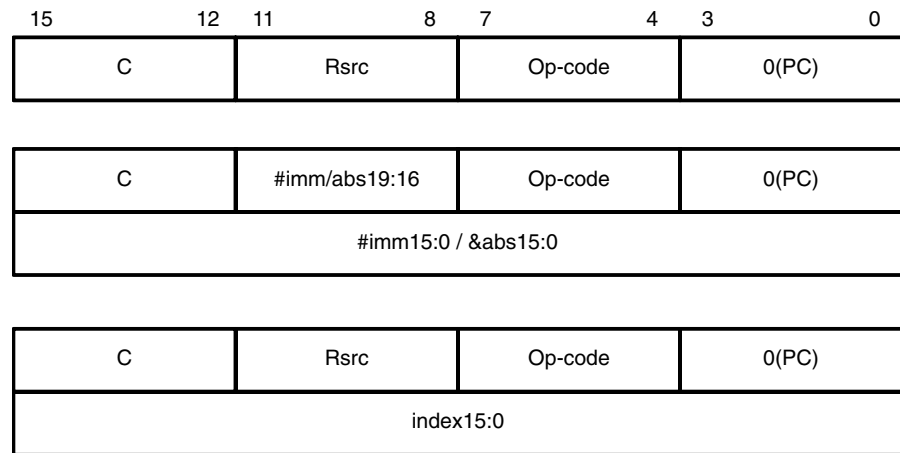 15 12 11 8 7 4 3 0
C Rsrc Op-code 0(PC)
C #imm/abs19:16 Op-code 0(PC)
#imm15:0 / &abs15:0
C Rsrc Op-code 0(PC)
index15:0